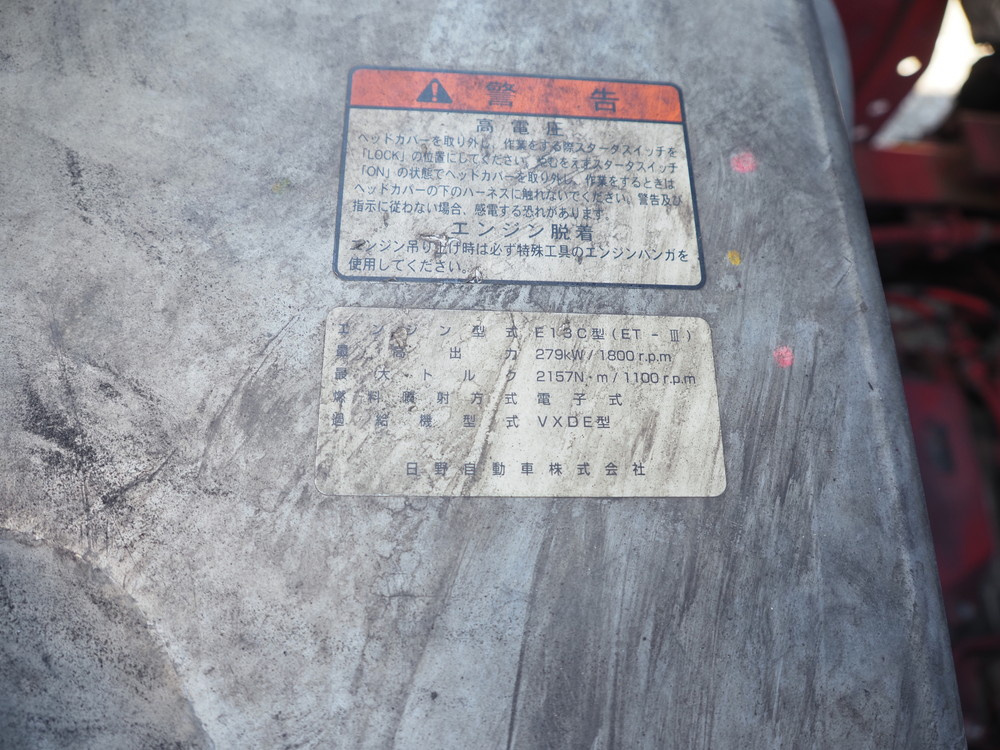 警告
高電圧
ヘッドカバーを取り外し、作業をする際スタータスイッチを
「LOCK」の位置にしてください。やむをえずスタータスイッチ
「ON」の状態でヘッドカバーを取り外し、作業をするときは
ヘッドカバーの下のハーネスに触れないでください。警告及び
指示に従わない場合、感電する恐れがあります。
エンジン脱着
エンジン吊り上げ時は必ず特殊工具のエンジンハンガを
使用してください。
エンジン型式 E13C型(ET-Ⅲ)
最高出力 279kW/1800r.p.m
最大トルク 2157N・m/1100r.p.m
燃料噴射方式 電子式
過給機型式 VXDE型
日野自動車株式会社